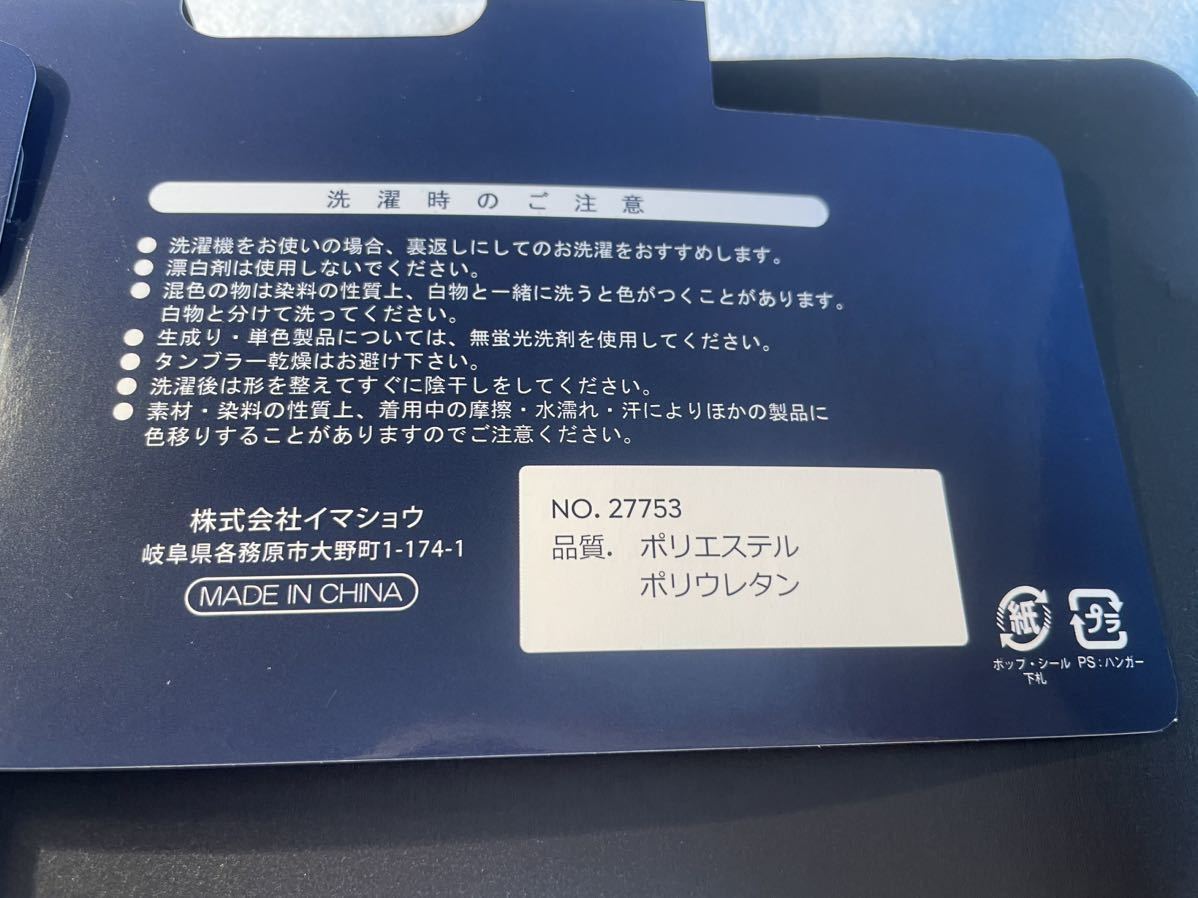 洗濯時のご注意
● 洗濯機をお使いの場合、裏返しにしてのお洗濯をおすすめします。
● 漂白剤は使用しないでください。
● 混色の物は染料の性質上、白物と一緒に洗うと色がつくことがあります。
白物と分けて洗ってください。
● 生成り・単色製品については、無蛍光洗剤を使用してください。
● タンブラー乾燥はお避け下さい。
● 洗濯後は形を整えてすぐに陰干しをしてください。
● 素材・染料の性質上、着用中の摩擦・水濡れ・汗によりほかの製品に
色移りすることがありますのでご注意ください。
株式会社イマショウ
岐阜県各務原市大野町1-174-1
MADE IN CHINA
NO. 27753
品質. ポリエステル
ポリウレタン
紙
ポップ・シール
下札
プラ
PS:ハンガー